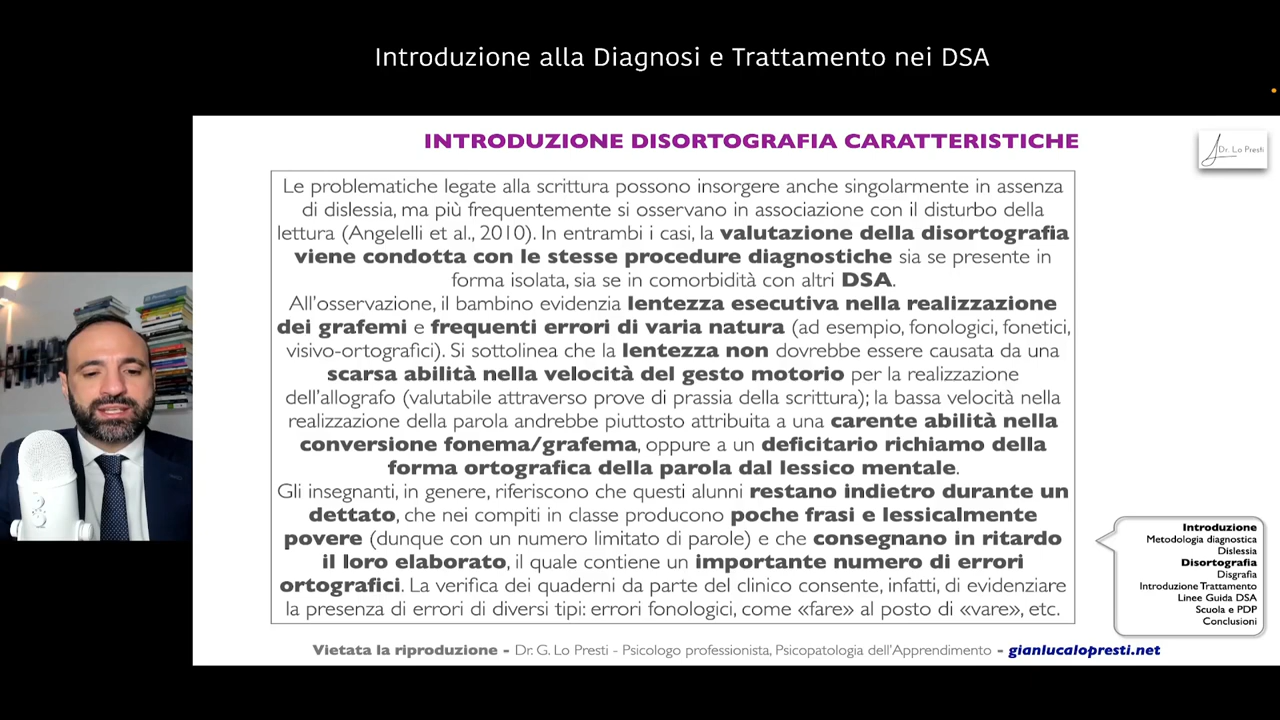 Introduzione alla Diagnosi e Trattamento nei DSA
INTRODUZIONE DISORTOGRAFIA CARATTERISTICHE
Dr. Lo Presti
Le problematiche legate alla scrittura possono insorgere anche singolarmente in assenza
di dislessia, ma più frequentemente si osservano in associazione con il disturbo della
lettura (Angelelli et al., 2010). In entrambi i casi, la valutazione della disortografia
viene condotta con le stesse procedure diagnostiche sia se presente in
forma isolata, sia se in comorbidità con altri DSA.
All'osservazione, il bambino evidenzia lentezza esecutiva nella realizzazione
dei grafemi e frequenti errori di varia natura (ad esempio, fonologici, fonetici,
visivo-ortografici). Si sottolinea che la lentezza non dovrebbe essere causata da una
scarsa abilità nella velocità del gesto motorio per la realizzazione
dell'allografo (valutabile attraverso prove di prassia della scrittura); la bassa velocità nella
realizzazione della parola andrebbe piuttosto attribuita a una carente abilità nella
conversione fonema/grafema, oppure a un deficitario richiamo della
forma ortografica della parola dal lessico mentale.
Gli insegnanti, in genere, riferiscono che questi alunni restano indietro durante un
dettato, che nei compiti in classe producono poche frasi e lessicalmente
povere (dunque con un numero limitato di parole) e che consegnano in ritardo
il loro elaborato, il quale contiene un importante numero di errori
ortografici. La verifica dei quaderni da parte del clinico consente, infatti, di evidenziare
la presenza di errori di diversi tipi: errori fonologici, come «fare» al posto di «vare», etc.
Introduzione
Metodologia diagnostica
Dislessia
Disortografia
Disgrafia
Introduzione Trattamento
Linee Guida DSA
Scuola e PDP
Conclusioni
Vietata la riproduzione - Dr. G. Lo Presti - Psicologo professionista, Psicopatologia dell'Apprendimento - gianlucalopresti.net